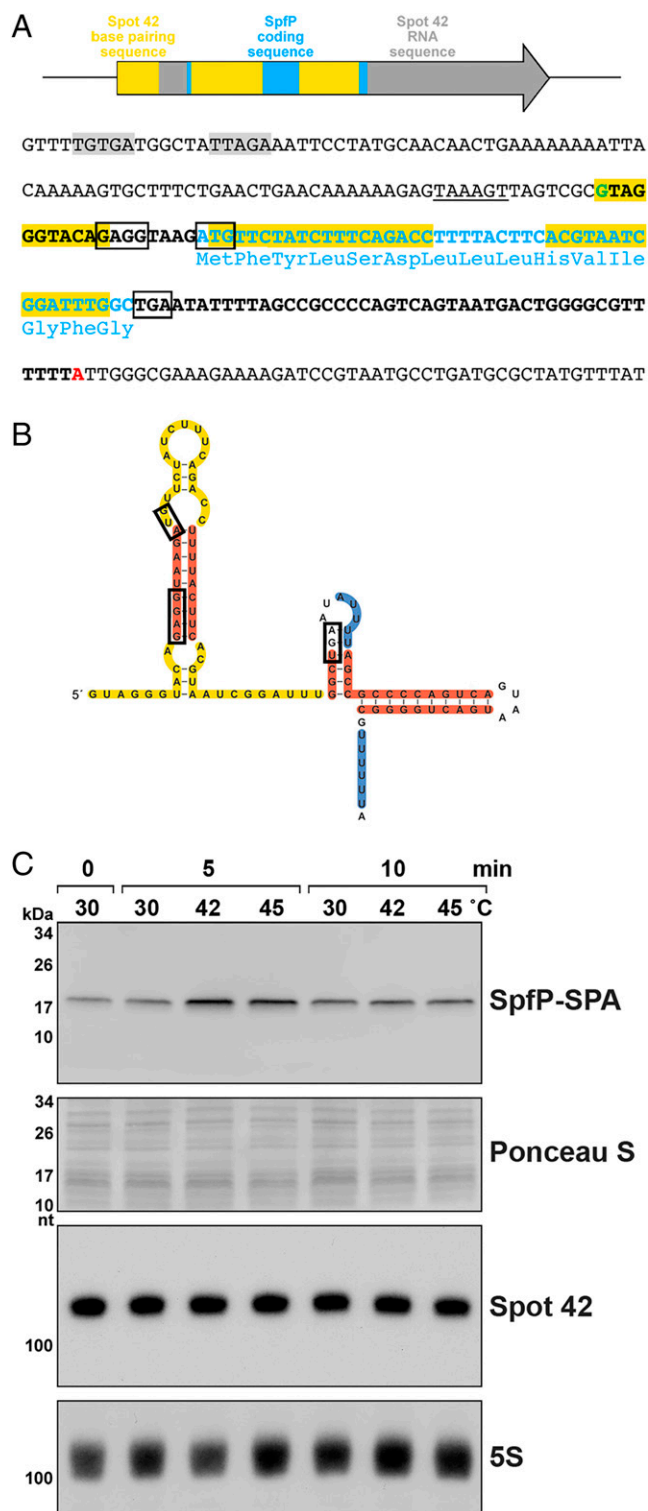 A
Spot 42
base pairing
sequence
SpfP
coding
sequence
Spot 42
RNA
sequence
GTTTTGTGATGGCTATTAGAAATTCCTATGCAACAACTGAAAAAAAATTA
CAAAAAGTGCTTTCTGAACTGAACAAAAAAGAGTAAAGTTAGTCGCGTAG
GGTACAGAGGTAAGATGTTCTATCTTTCAGACCTTTTACTTCACGTAATC
MetPheTyrLeuSerAspLeuLeuLeuHisValIle
GGATTTGGCTGAATATTTTAGCCGCCCCAGTCAGTAATGACTGGGGCGTT
GlyPheGly
TTTTATTGGGCGAAAGAAAAGATCCGTAATGCCTGATGCGCTATGTTTAT
B
5´ GUAGGGUACAGAGGUAAGAUGUUCUAUCUUUCAGACCUUUUACUUCACGUAAUCGGAUUUGGCUGAAUAUUUUAGCCGCCCCAGUCAGUAAUGACUGGGGCGUUUUUUA
C
0 5 10 min
kDa 30 30 42 45 30 42 45 °C
34
26
17
10
SpfP-SPA
34
26
17
10
Ponceau S
nt
100
Spot 42
100
5S